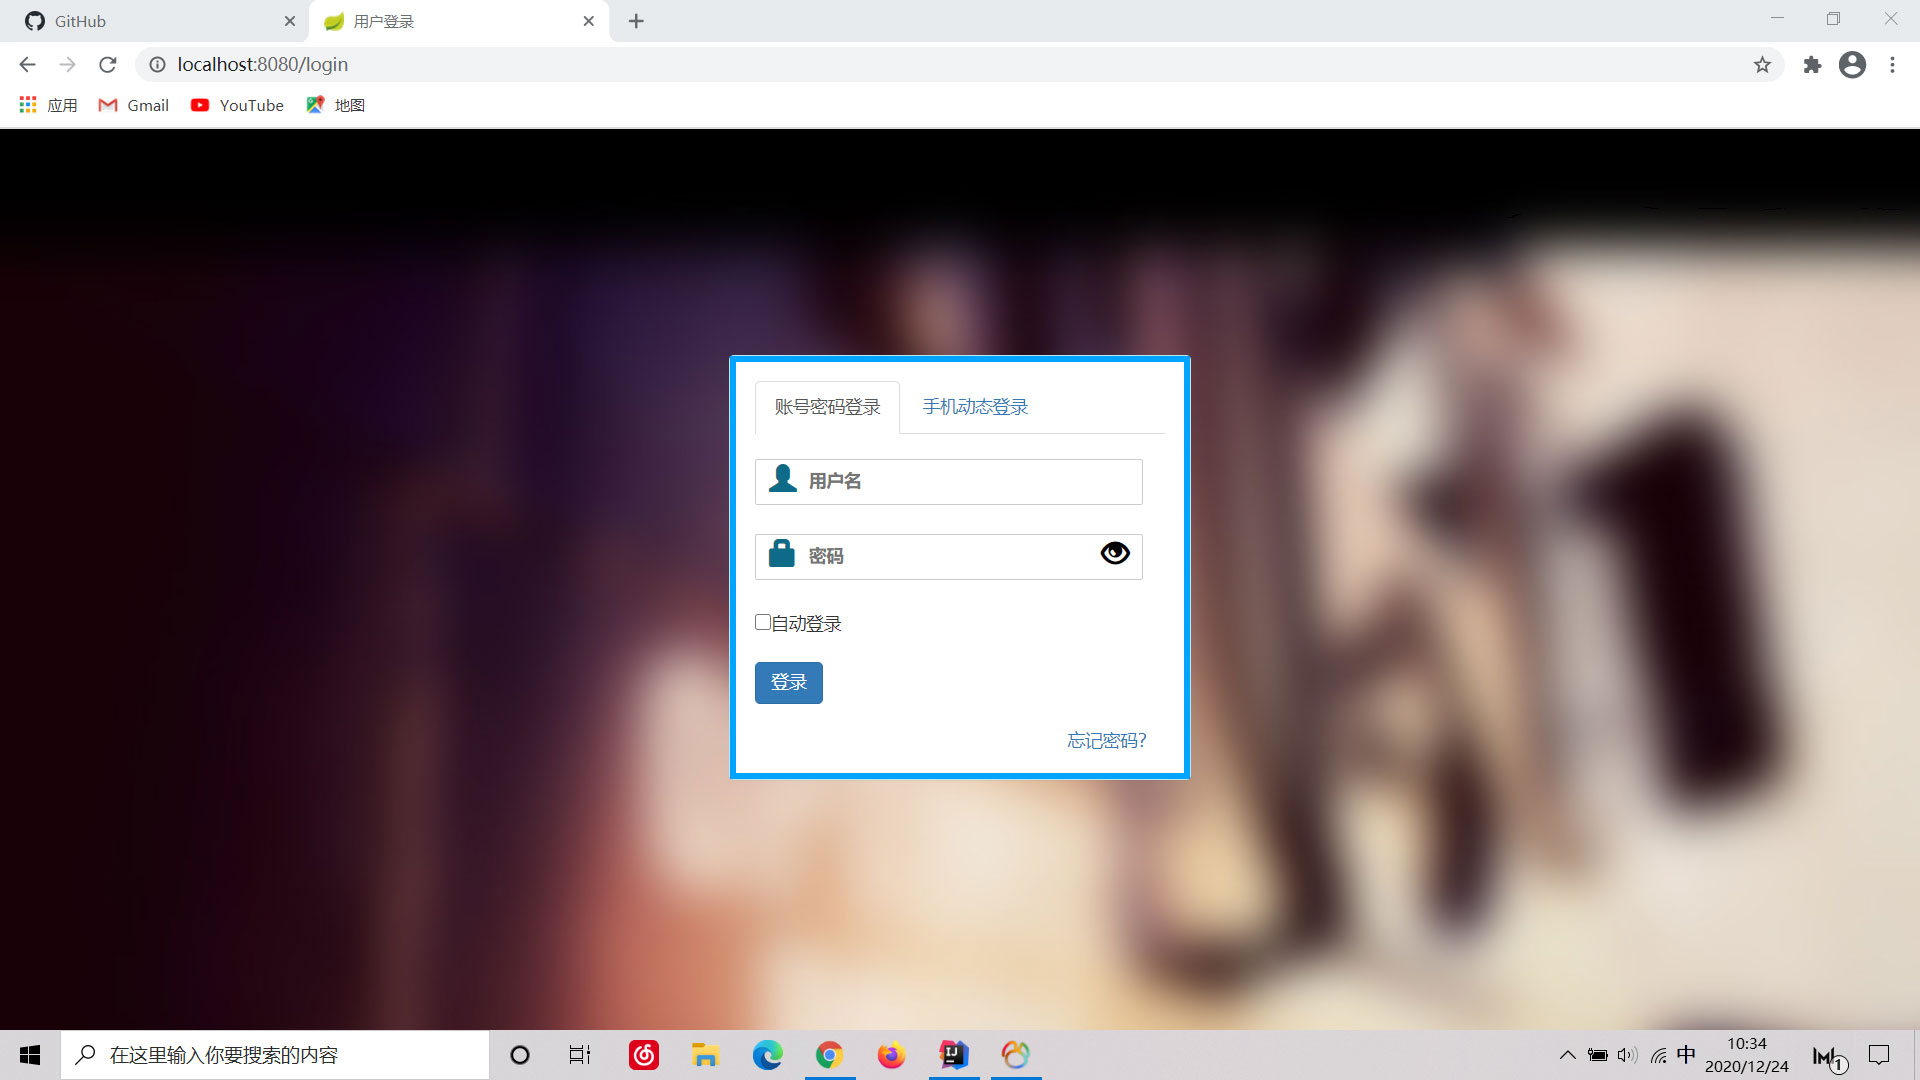 GitHub
用户登录
localhost:8080/login
应用
Gmail
YouTube
地图
账号密码登录
手机动态登录
用户名
密码
自动登录
登录
忘记密码?
在这里输入你要搜索的内容
中
10:34
2020/12/24
1